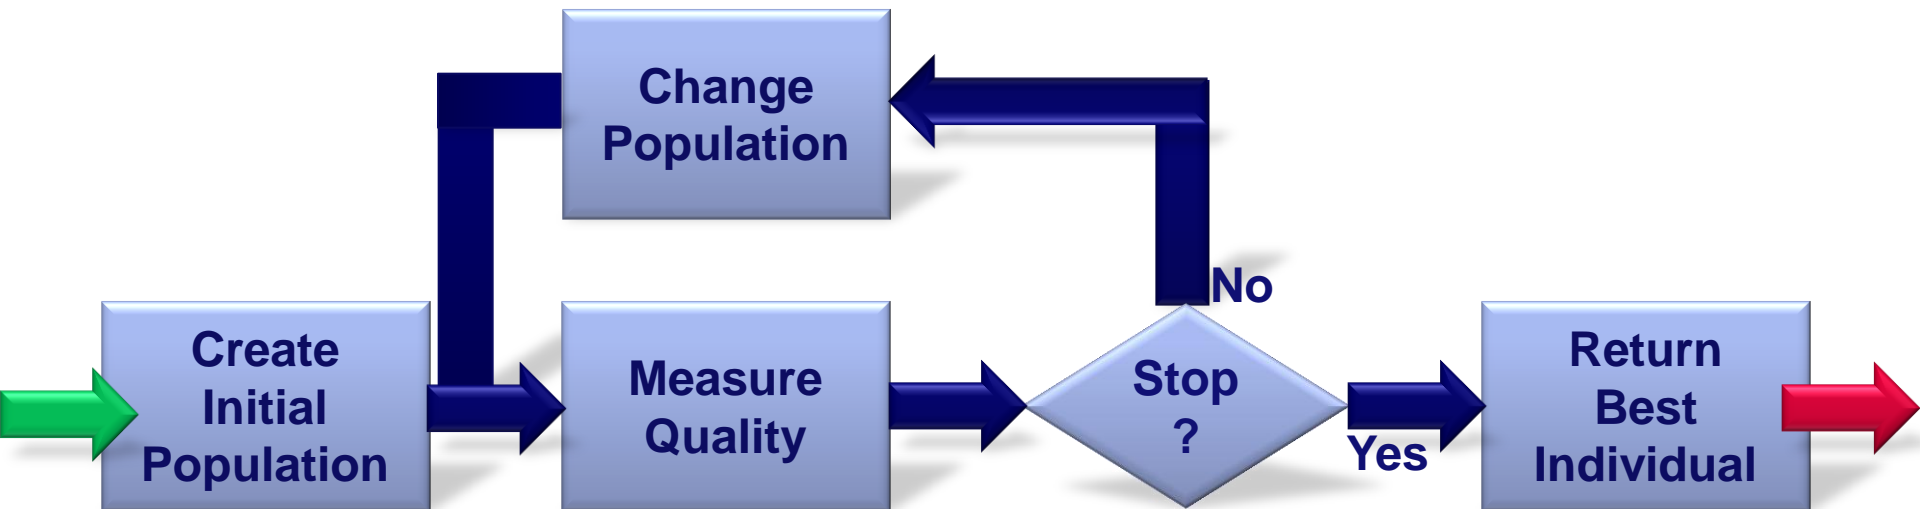 Change
Population
No
Create
Initial
Population
Measure
Quality
Stop
?
Yes
Return
Best
Individual